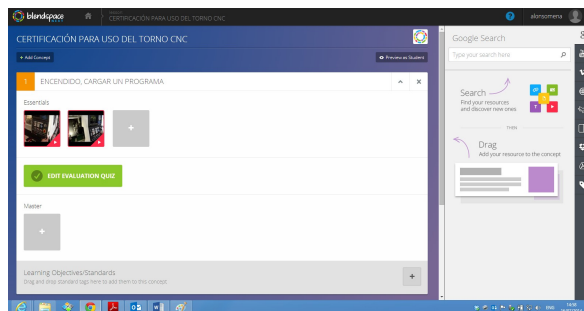 blendspace
CERTIFICACIÓN PARA USO DEL TORNO CNC
alonsomena
CERTIFICACIÓN PARA USO DEL TORNO CNC
+ Add Concept
Preview as Student
1 ENCENDIDO, CARGAR UN PROGRAMA.
Essentials
EDIT EVALUATION QUIZ
Master
Learning Objectives/Standards
Drag and drop standard tags here to add them to this concept
Google Search
Type your search here
Search
Find your resources
and discover new ones
THEN
Drag
Add your resource to the concept
ENG